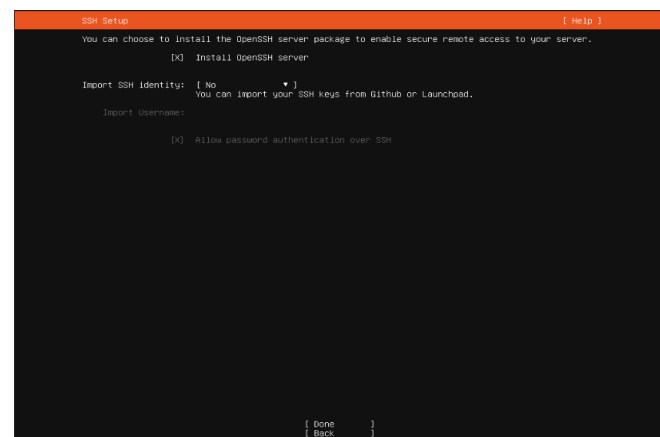 SSH Setup [ Help ]
You can choose to install the OpenSSH server package to enable secure remote access to your server.
[X] Install OpenSSH server
Import SSH identity: [ No ▼ ]
You can import your SSH keys from Github or Launchpad.
Import Username:
[X] Allow password authentication over SSH
[ Done ]
[ Back ]